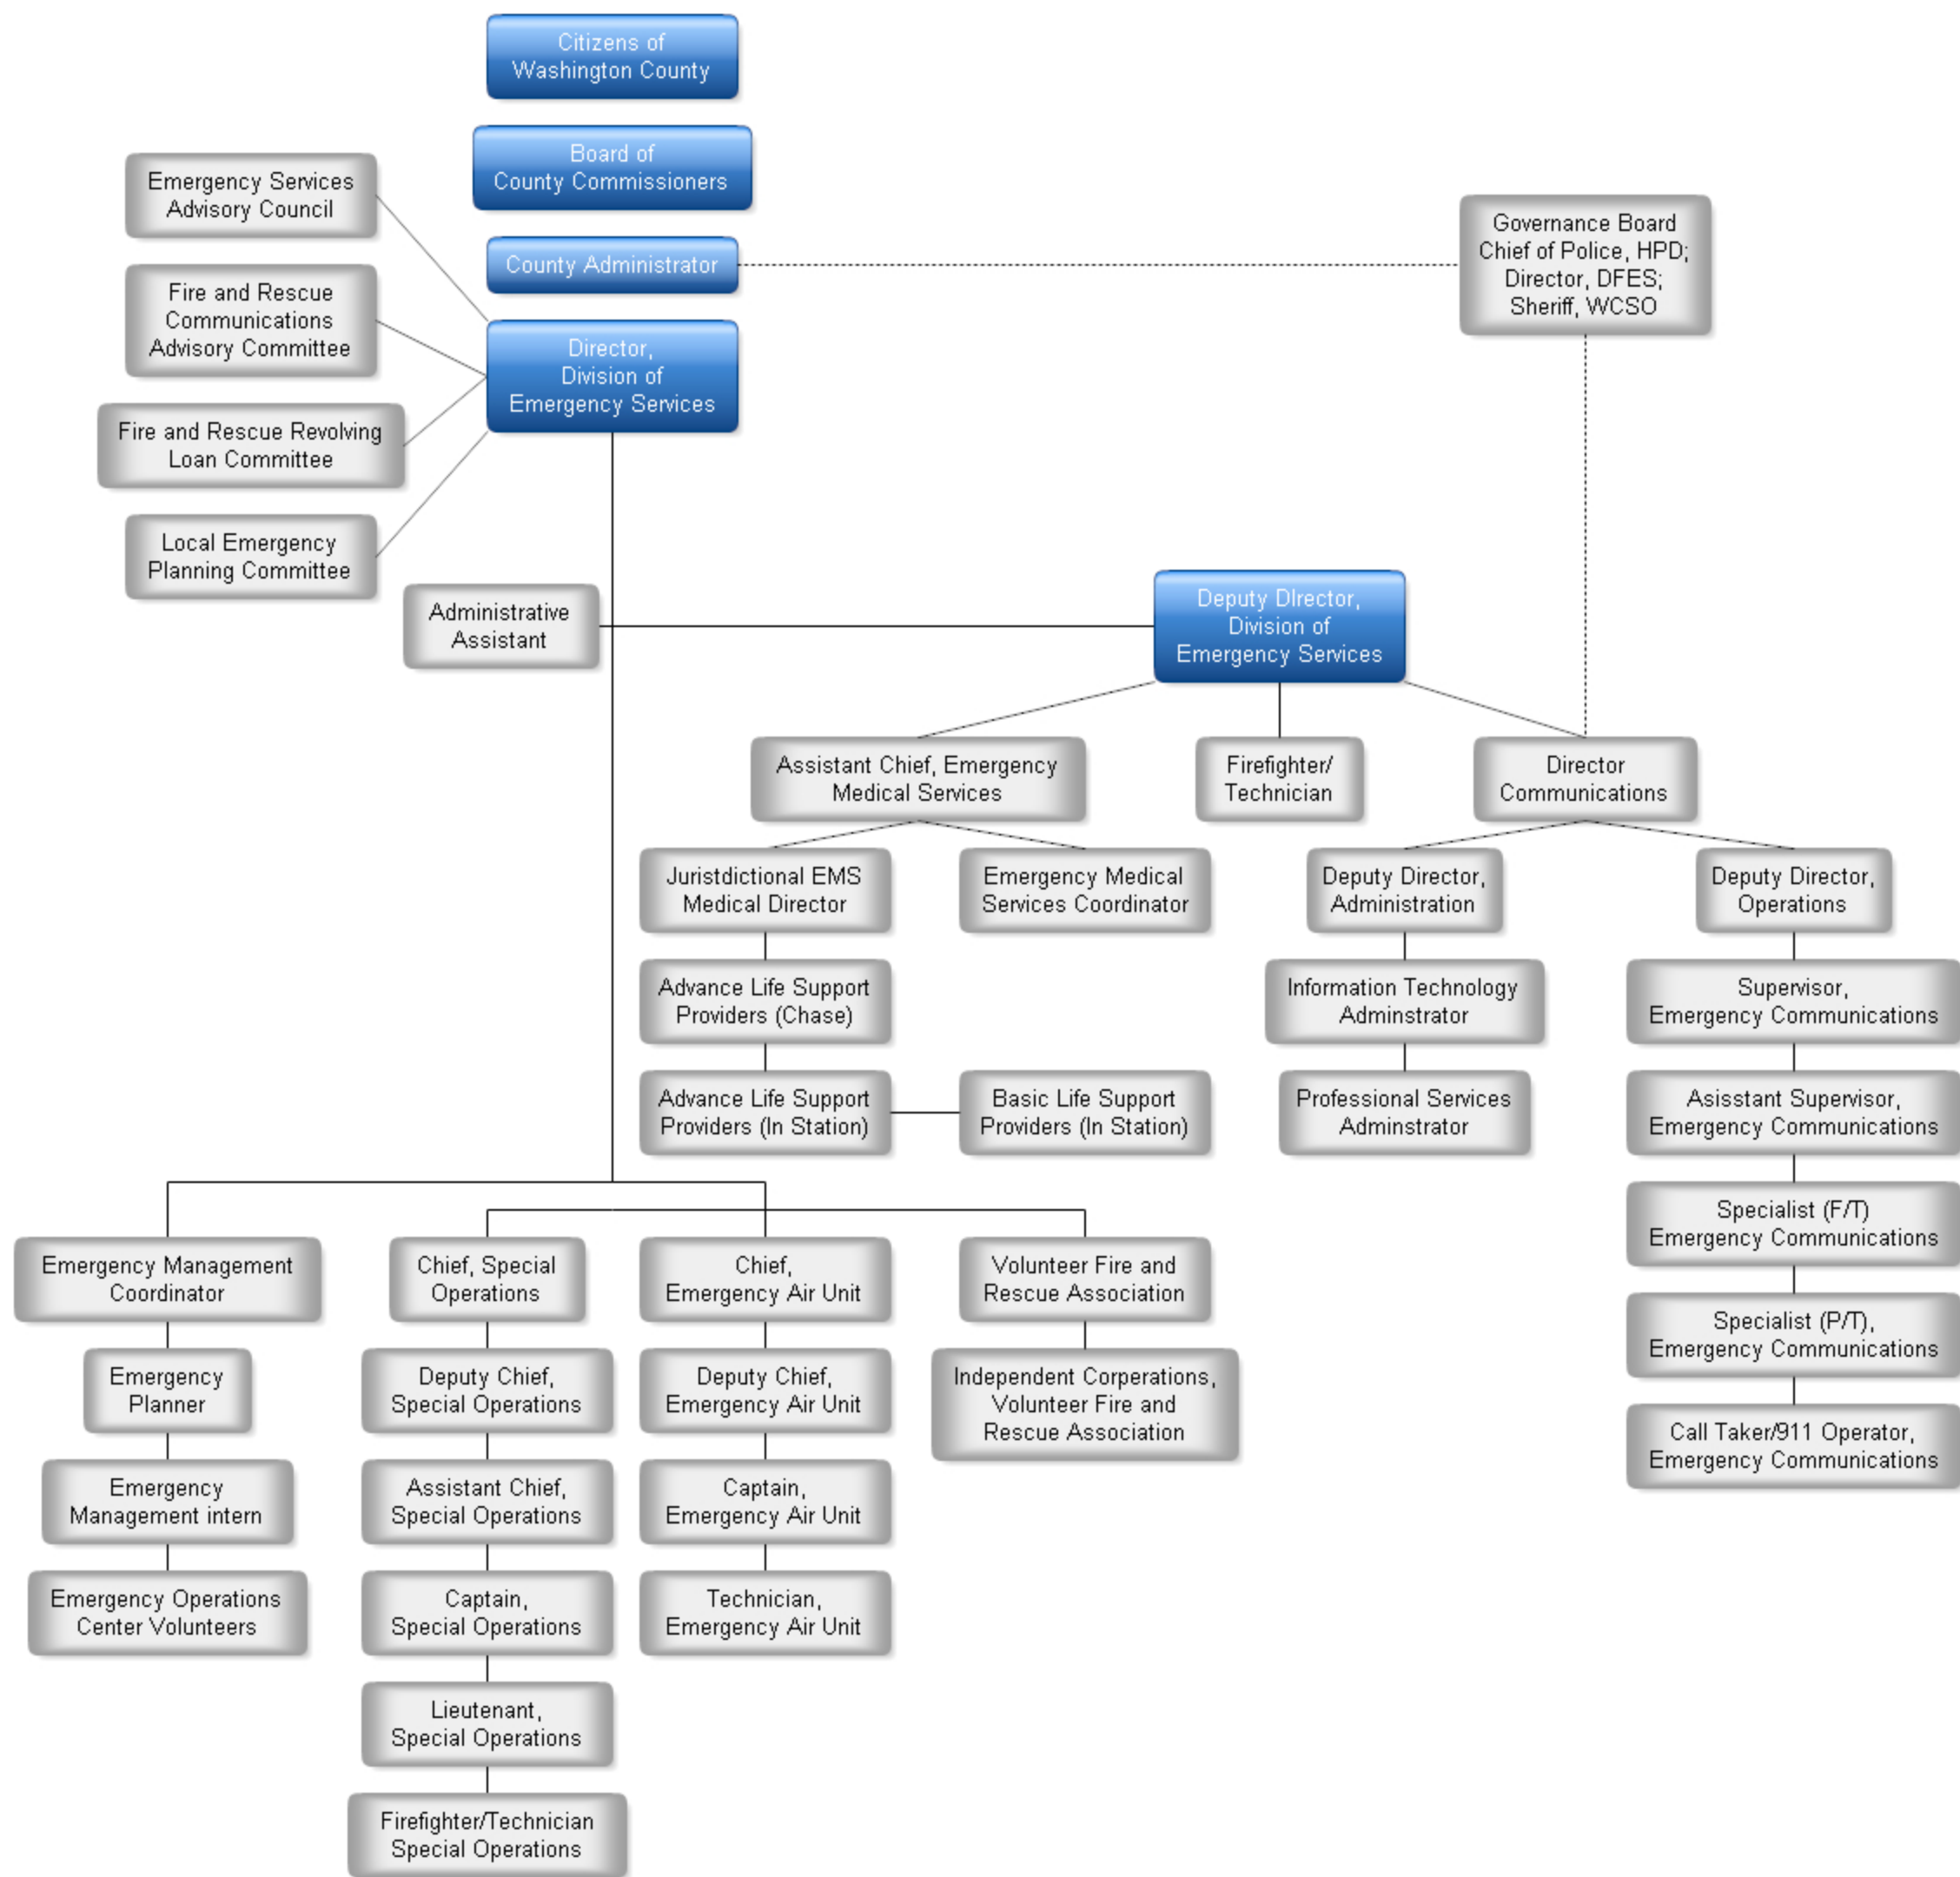 Citizens of
Washington County
Board of
County Commissioners
Emergency Services
Advisory Council
County Administrator
Governance Board
Chief of Police, HPD;
Director, DFES;
Sheriff, WCSO
Fire and Rescue
Communications
Advisory Committee
Director,
Division of
Emergency Services
Fire and Rescue Revolving
Loan Committee
Local Emergency
Planning Committee
Administrative
Assistant
Deputy DIrector,
Division of
Emergency Services
Assistant Chief, Emergency
Medical Services
Firefighter/
Technician
Director
Communications
Juristdictional EMS
Medical Director
Emergency Medical
Services Coordinator
Deputy Director,
Administration
Deputy Director,
Operations
Advance Life Support
Providers (Chase)
Information Technology
Adminstrator
Supervisor,
Emergency Communications
Advance Life Support
Providers (In Station)
Basic Life Support
Providers (In Station)
Professional Services
Adminstrator
Asisstant Supervisor,
Emergency Communications
Specialist (F/T)
Emergency Communications
Emergency Management
Coordinator
Chief, Special
Operations
Chief,
Emergency Air Unit
Volunteer Fire and
Rescue Association
Specialist (P/T),
Emergency Communications
Emergency
Planner
Deputy Chief,
Special Operations
Deputy Chief,
Emergency Air Unit
Independent Corperations,
Volunteer Fire and
Rescue Association
Call Taker/911 Operator,
Emergency Communications
Emergency
Management intern
Assistant Chief,
Special Operations
Captain,
Emergency Air Unit
Emergency Operations
Center Volunteers
Captain,
Special Operations
Technician,
Emergency Air Unit
Lieutenant,
Special Operations
Firefighter/Technician
Special Operations